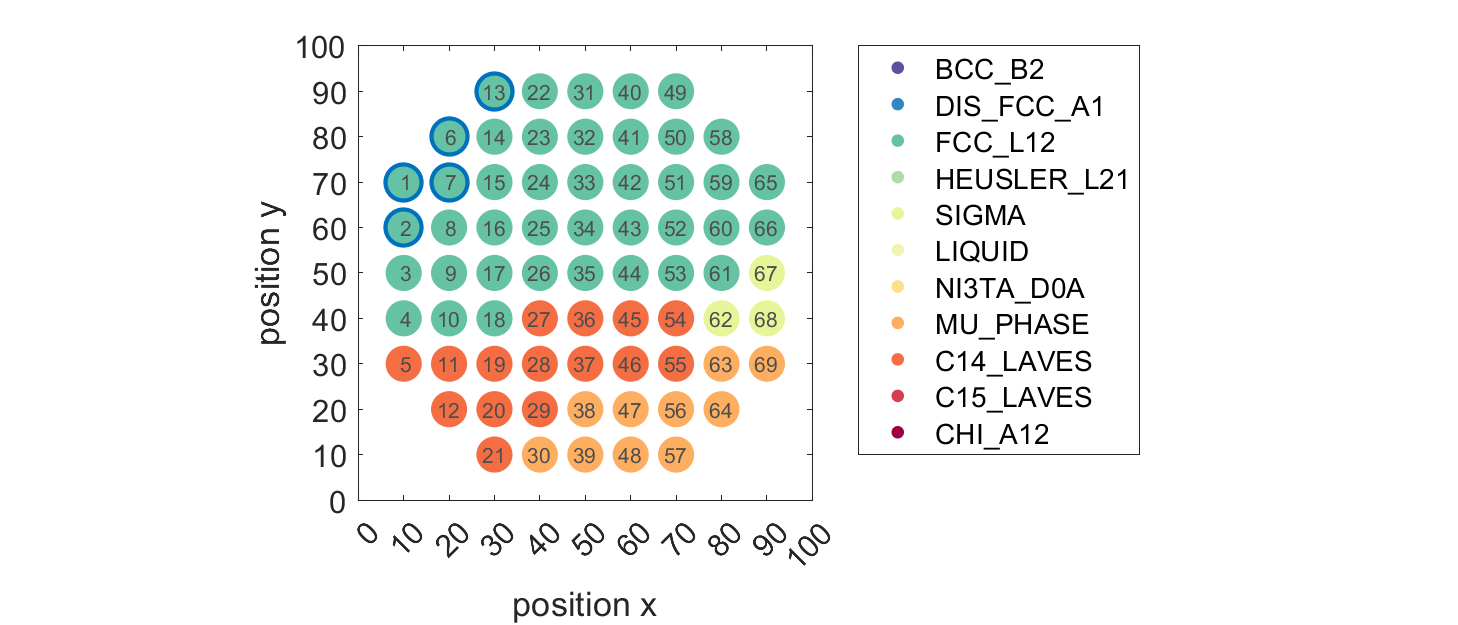 100
90
80
70
60
50
40
30
20
10
0
position y
13 22 31 40 49
6 14 23 32 41 50 58
1 7 15 24 33 42 51 59 65
2 8 16 25 34 43 52 60 66
3 9 17 26 35 44 53 61 67
4 10 18 27 36 45 54 62 68
5 11 19 28 37 46 55 63 69
12 20 29 38 47 56 64
21 30 39 48 57
0 10 20 30 40 50 60 70 80 90 100
position x
BCC_B2
DIS_FCC_A1
FCC_L12
HEUSLER_L21
SIGMA
LIQUID
NI3TA_D0A
MU_PHASE
C14_LAVES
C15_LAVES
CHI_A12